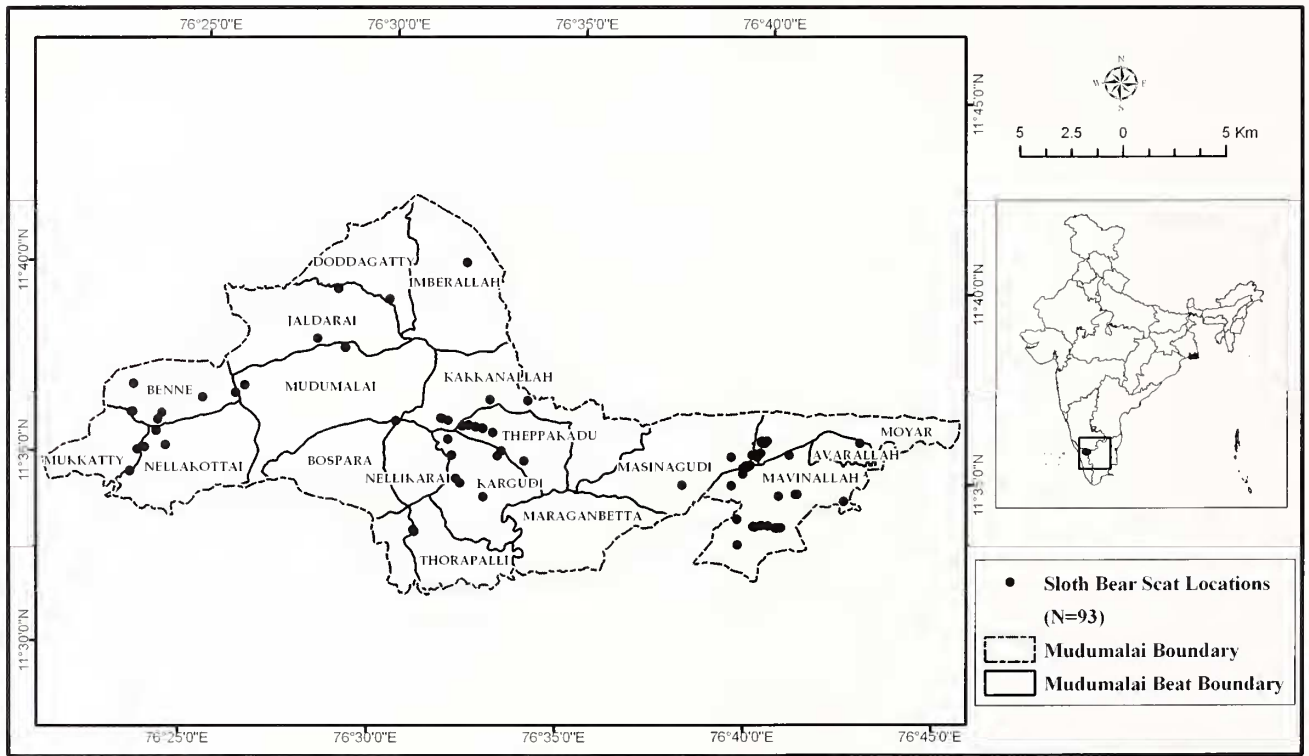 76°25'0"E
76°30'0"E
76°35'0"E
76°40'0"E
N
W
E
S
5 2.5 0 5 Km
11°45'0"N
11°40'0"N
11°35'0"N
11°40'0"N
11°35'0"N
11°30'0"N
DODDAGATTY
IMBERALLAH
JALDARAI
KAKKANALLAH
BENNE
MUDUMALAI
THEPPAKADU
MOYAR
MUKKATTY
NELLAKOTTAI
BOSPARA
MASINAGUDI
AVARALLAH
NELLIKARAI
KARGUDI
MAVINALLAH
MARAGANBETTA
THORAPALLI
76°25'0"E
76°30'0"E
76°35'0"E
76°40'0"E
76°45'0"E
Sloth Bear Scat Locations
(N=93)
Mudumalai Boundary
Mudumalai Beat Boundary